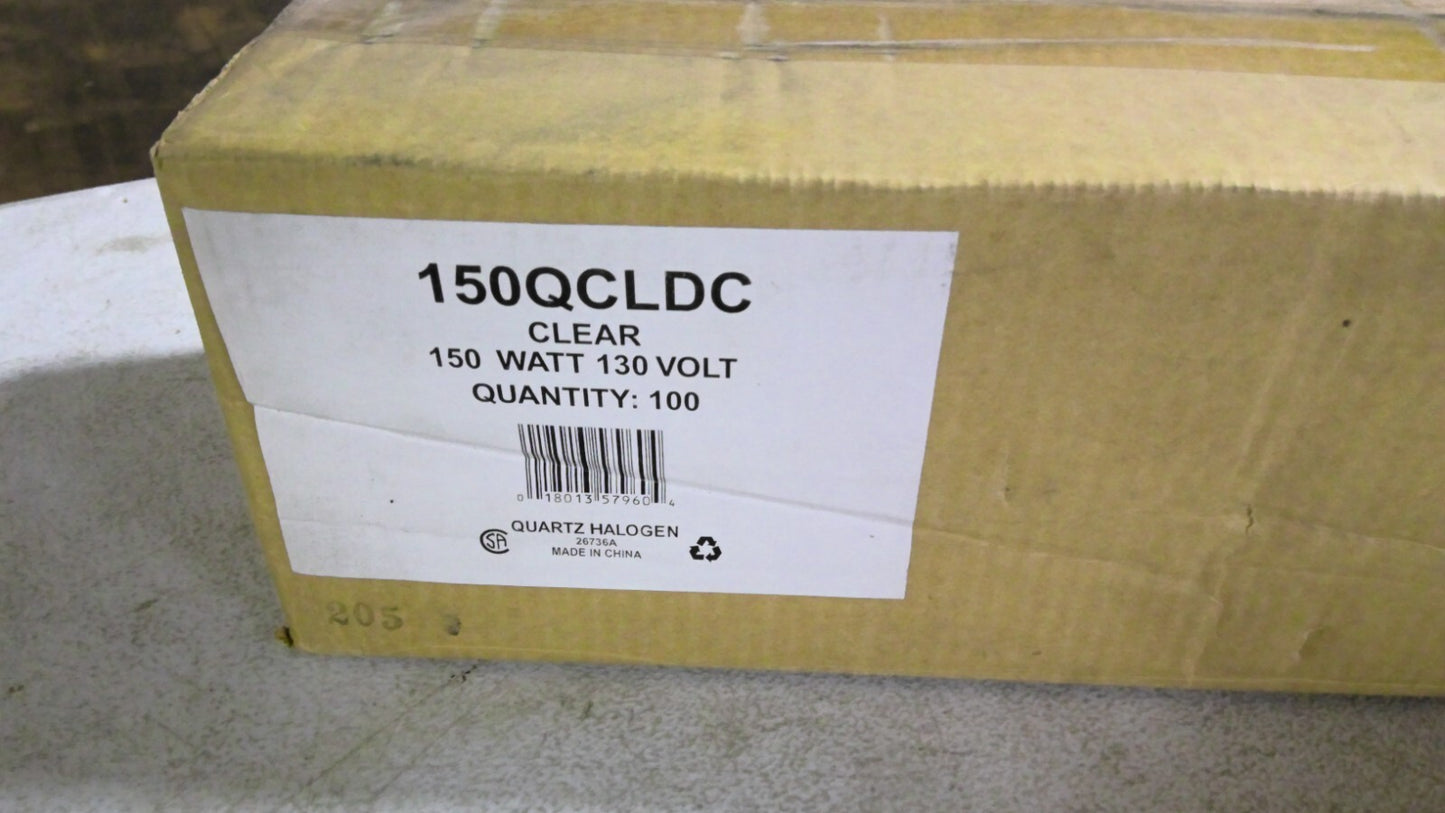 150QCLDC
CLEAR
150 WATT 130 VOLT
QUANTITY: 100
0 18013 57960 4
QUARTZ HALOGEN
SA
26736A
MADE IN CHINA
205